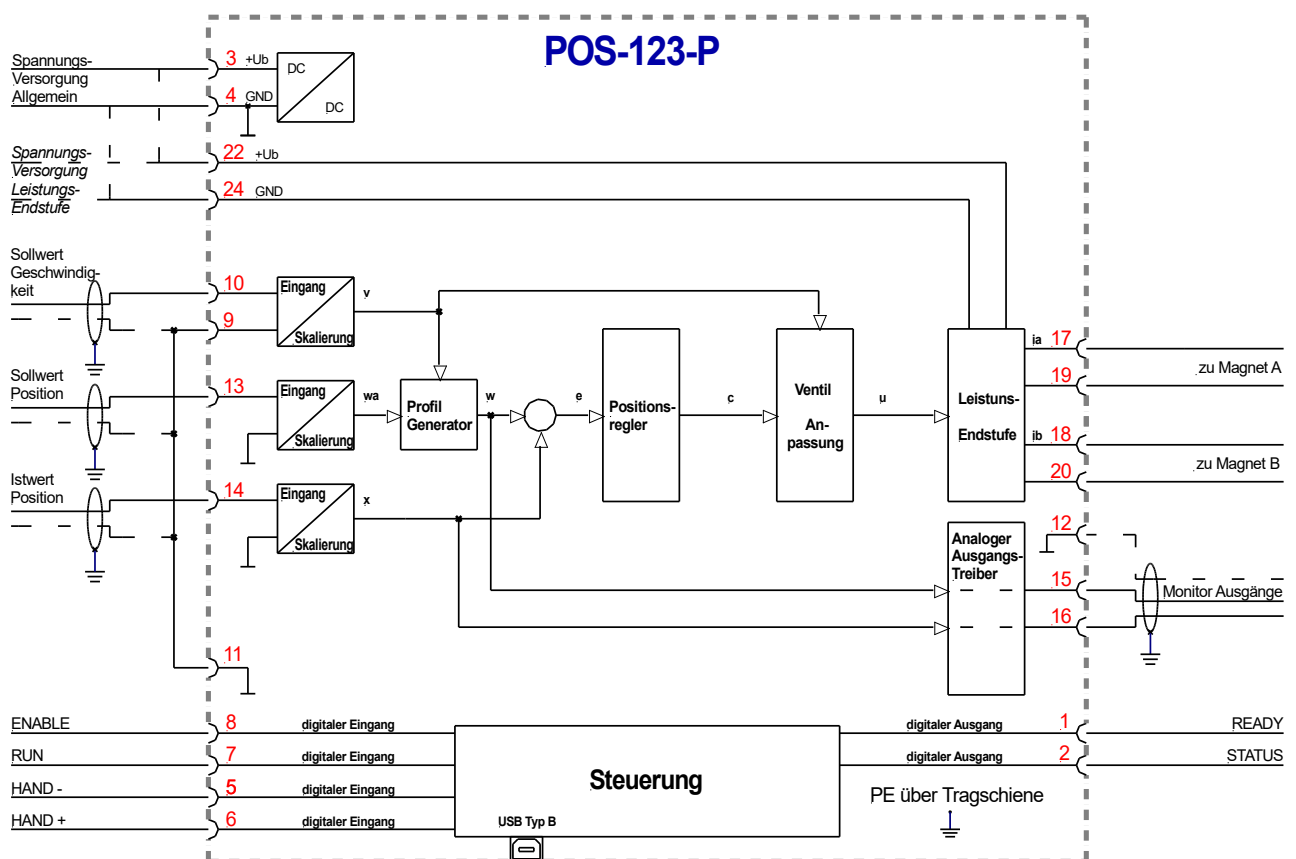 POS-123-P
Spannungs-
Versorgung
Allgemein
3 +Ub
4 GND
DC
DC
Spannungs-
Versorgung
Leistungs-
Endstufe
22 +Ub
24 GND
Sollwert
Geschwindig-
keit
10
9
Eingang
Skalierung
v
Sollwert
Position
13
Eingang
Skalierung
wa
Profil
Generator
w
e
Positions-
regler
c
Ventil
An-
passung
u
Leistuns-
Endstufe
ia 17
19
zu Magnet A
ib 18
20
zu Magnet B
Istwert
Position
14
Eingang
Skalierung
x
Analoger
Ausgangs-
Treiber
12
15
16
Monitor Ausgänge
11
ENABLE
8
digitaler Eingang
RUN
7
digitaler Eingang
HAND -
5
digitaler Eingang
HAND +
6
digitaler Eingang
Steuerung
USB Typ B
digitaler Ausgang
1
READY
digitaler Ausgang
2
STATUS
PE über Tragschiene